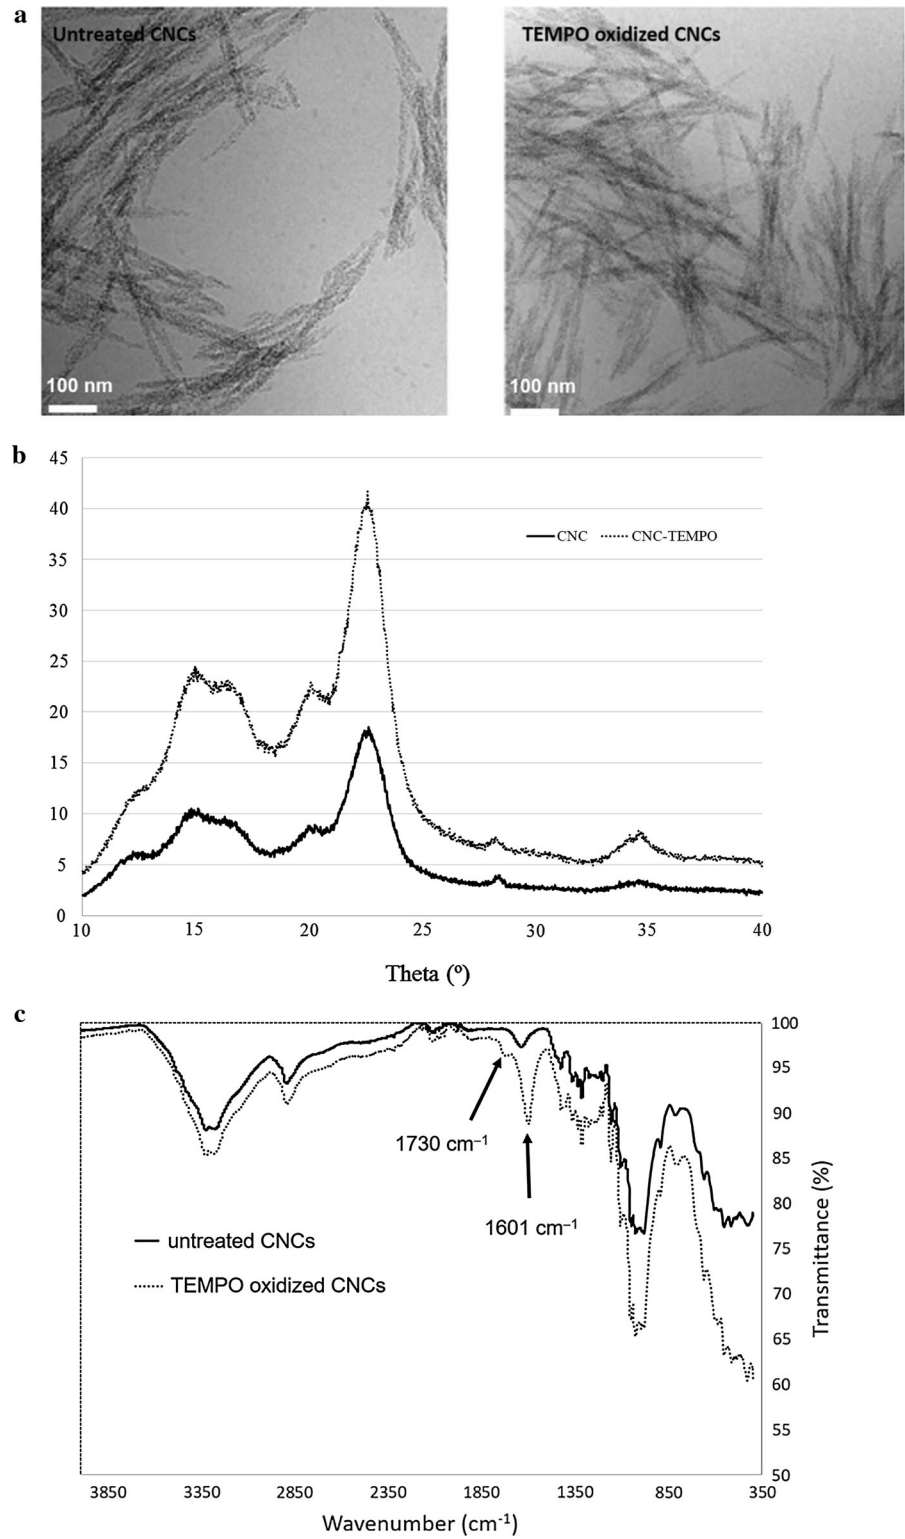 a
Untreated CNCs
TEMPO oxidized CNCs
100 nm
100 nm
b
45
40
35
30
25
20
15
10
5
0
CNC
CNC-TEMPO
10 15 20 25 30 35 40
Theta (º)
c
100
95
90
85
80
75
70
65
60
55
50
1730 cm⁻¹
1601 cm⁻¹
untreated CNCs
TEMPO oxidized CNCs
Transmittance (%)
3850 3350 2850 2350 1850 1350 850 350
Wavenumber (cm⁻¹)